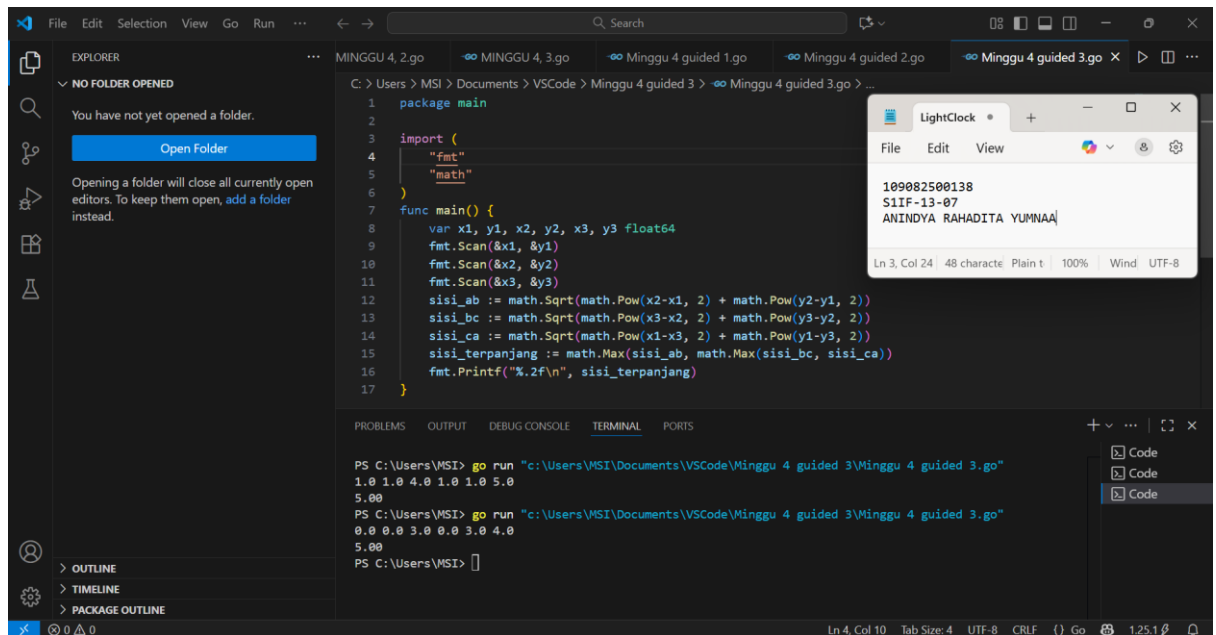 File Edit Selection View Go Run ...
Search
EXPLORER ...
NO FOLDER OPENED
You have not yet opened a folder.
Open Folder
Opening a folder will close all currently open
editors. To keep them open, add a folder
instead.
OUTLINE
TIMELINE
PACKAGE OUTLINE
MINGGU 4, 2.go MINGGU 4, 3.go Minggu 4 guided 1.go Minggu 4 guided 2.go Minggu 4 guided 3.go
C: > Users > MSI > Documents > VSCode > Minggu 4 guided 3 > Minggu 4 guided 3.go > ...
1 package main
2
3 import (
4 "fmt"
5 "math"
6 )
7 func main() {
8 var x1, y1, x2, y2, x3, y3 float64
9 fmt.Scan(&x1, &y1)
10 fmt.Scan(&x2, &y2)
11 fmt.Scan(&x3, &y3)
12 sisi_ab := math.Sqrt(math.Pow(x2-x1, 2) + math.Pow(y2-y1, 2))
13 sisi_bc := math.Sqrt(math.Pow(x3-x2, 2) + math.Pow(y3-y2, 2))
14 sisi_ca := math.Sqrt(math.Pow(x1-x3, 2) + math.Pow(y1-y3, 2))
15 sisi_terpanjang := math.Max(sisi_ab, math.Max(sisi_bc, sisi_ca))
16 fmt.Printf("%.2f\n", sisi_terpanjang)
17 }
LightClock
File Edit View
109082500138
S1IF-13-07
ANINDYA RAHADITA YUMNAA
Ln 3, Col 24 48 characte Plain t 100% Wind UTF-8
PROBLEMS OUTPUT DEBUG CONSOLE TERMINAL PORTS
PS C:\Users\MSI> go run "c:\Users\MSI\Documents\VSCode\Minggu 4 guided 3\Minggu 4 guided 3.go"
1.0 1.0 4.0 1.0 1.0 5.0
5.00
PS C:\Users\MSI> go run "c:\Users\MSI\Documents\VSCode\Minggu 4 guided 3\Minggu 4 guided 3.go"
0.0 0.0 3.0 0.0 3.0 4.0
5.00
PS C:\Users\MSI>
Code
Code
Code
0 0 Ln 4, Col 10 Tab Size: 4 UTF-8 CRLF {} Go 1.25.1